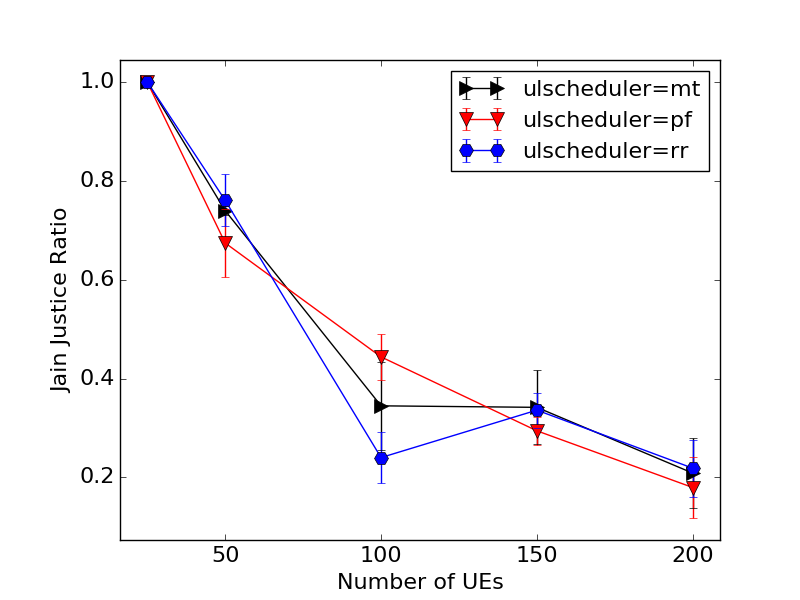 ulscheduler=mt
ulscheduler=pf
ulscheduler=rr
Jain Justice Ratio
1.0
0.8
0.6
0.4
0.2
50 100 150 200
Number of UEs